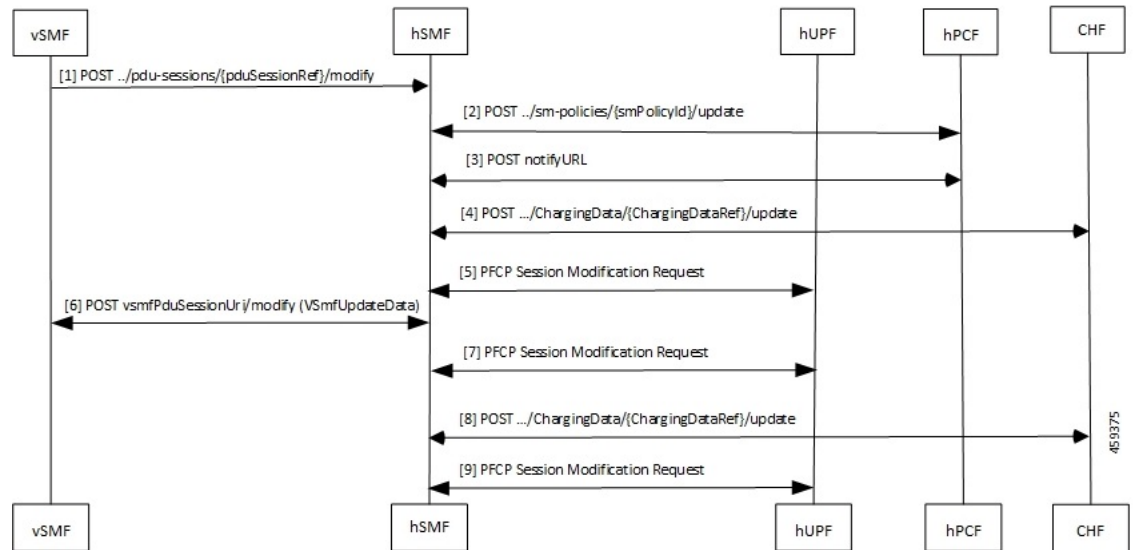 vSMF
hSMF
hUPF
hPCF
CHF
[1] POST ../pdu-sessions/{pduSessionRef}/modify
[2] POST ../sm-policies/{smPolicyId}/update
[3] POST notifyURL
[4] POST .../ChargingData/{ChargingDataRef}/update
[5] PFCP Session Modification Request
[6] POST vsmfPduSessionUri/modify (VSmfUpdateData)
[7] PFCP Session Modification Request
[8] POST .../ChargingData/{ChargingDataRef}/update
[9] PFCP Session Modification Request
459375
vSMF
hSMF
hUPF
hPCF
CHF